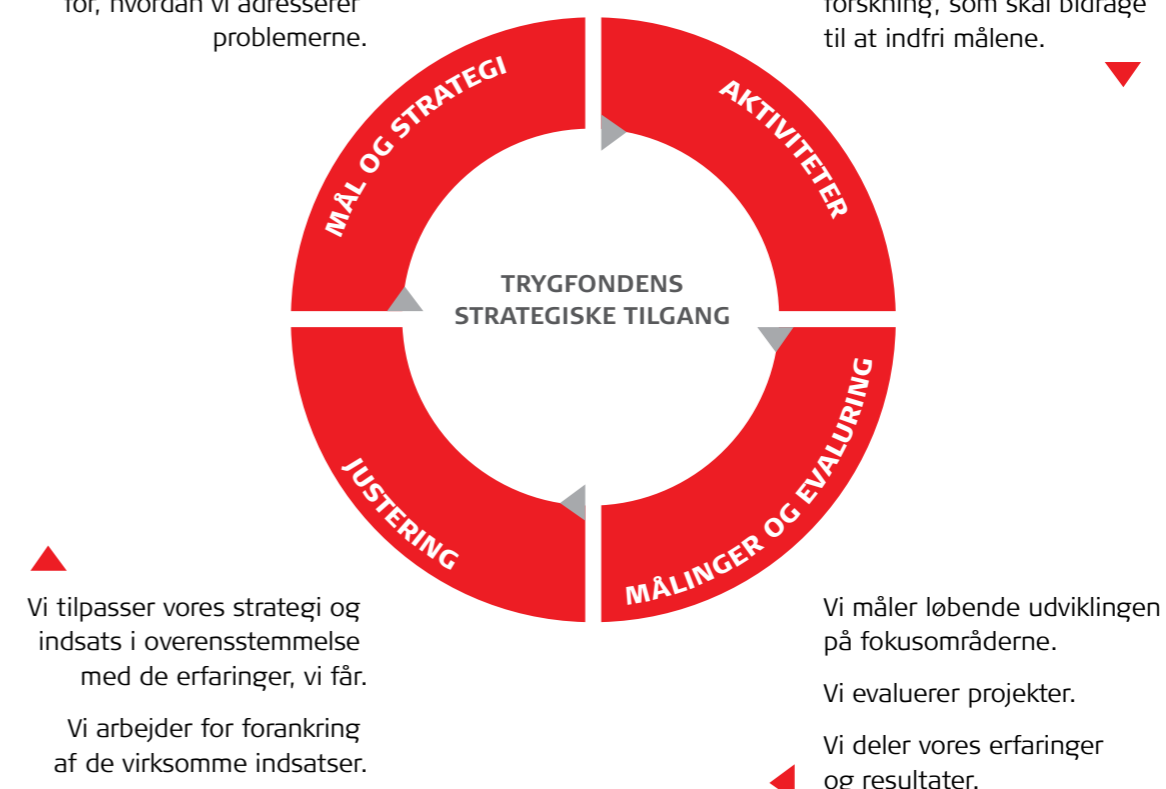 for, hvordan vi adresserer
problemerne.
forskning, som skal bidrage
til at indfri målene.
MÅL OG STRATEGI
AKTIVITETER
TRYGFONDENS
STRATEGISKE TILGANG
JUSTERING
MÅLINGER OG EVALURING
Vi tilpasser vores strategi og
indsats i overensstemmelse
med de erfaringer, vi får.
Vi arbejder for forankring
af de virksomme indsatser.
Vi måler løbende udviklingen
på fokusområderne.
Vi evaluerer projekter.
Vi deler vores erfaringer
og resultater.